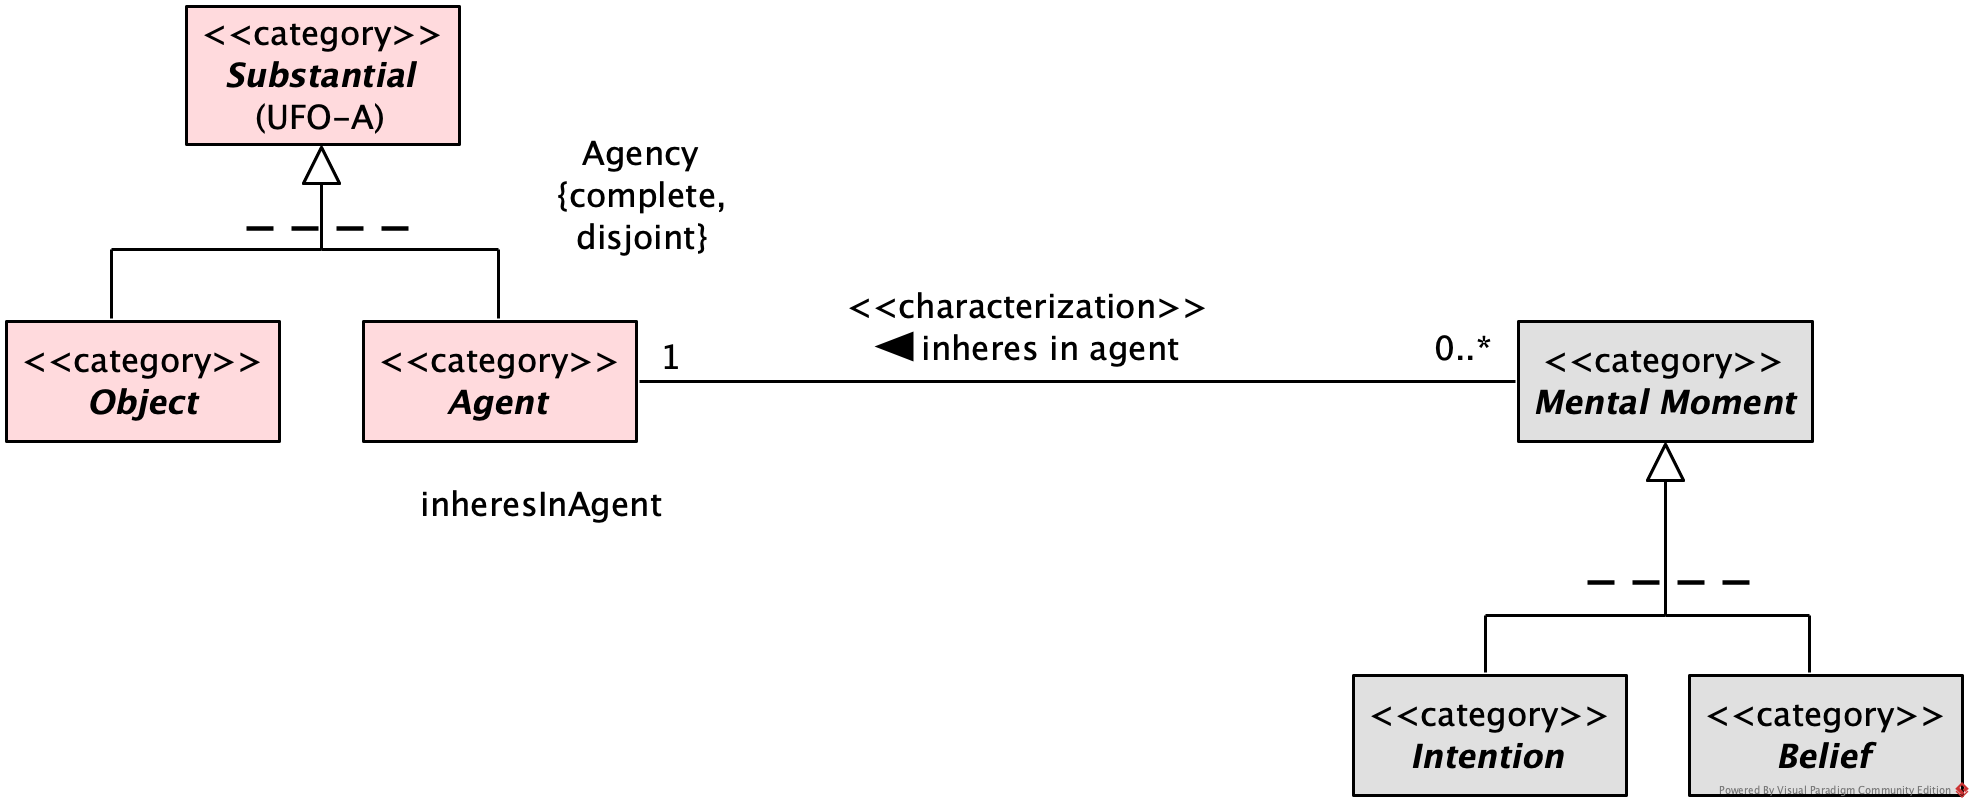 <<category>>
Substantial
(UFO-A)
Agency
{complete,
disjoint}
<<category>>
Object
<<category>>
Agent
1
<<characterization>>
◀ inheres in agent
0..*
<<category>>
Mental Moment
inheresInAgent
<<category>>
Intention
<<category>>
Belief
Powered By Visual Paradigm Community Edition